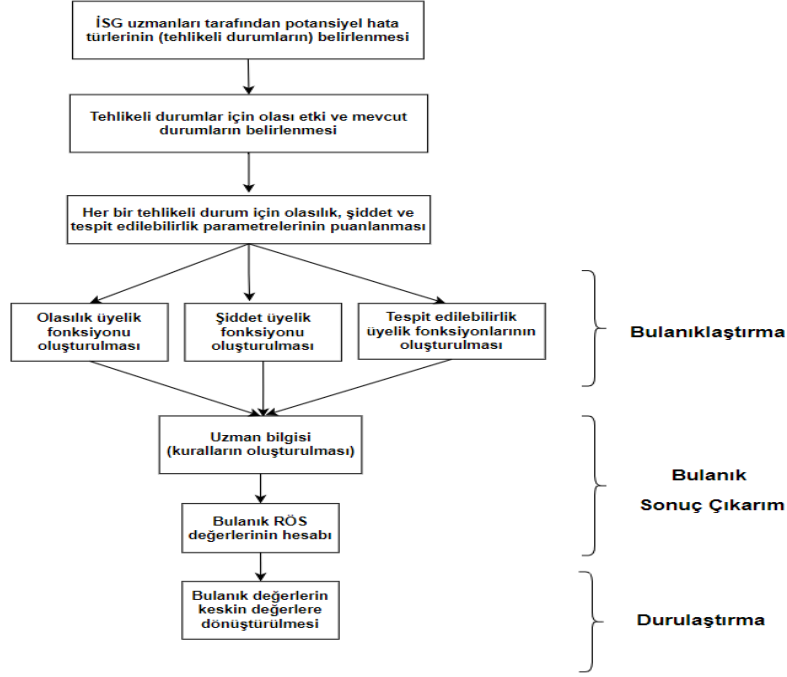 İSG uzmanları tarafından potansiyel hata
türlerinin (tehlikeli durumların) belirlenmesi
Tehlikeli durumlar için olası etki ve mevcut
durumların belirlenmesi
Her bir tehlikeli durum için olasılık, şiddet ve
tespit edilebilirlik parametrelerinin puanlanması
Olasılık üyelik
fonksiyonu
oluşturulması
Şiddet üyelik
fonksiyonu
oluşturulması
Tespit edilebilirlik
üyelik fonksiyonlarının
oluşturulması
Bulanıklaştırma
Uzman bilgisi
(kuralların oluşturulması)
Bulanık RÖS
değerlerinin hesabı
Bulanık
Sonuç Çıkarım
Bulanık değerlerin
keskin değerlere
dönüştürülmesi
Durulaştırma